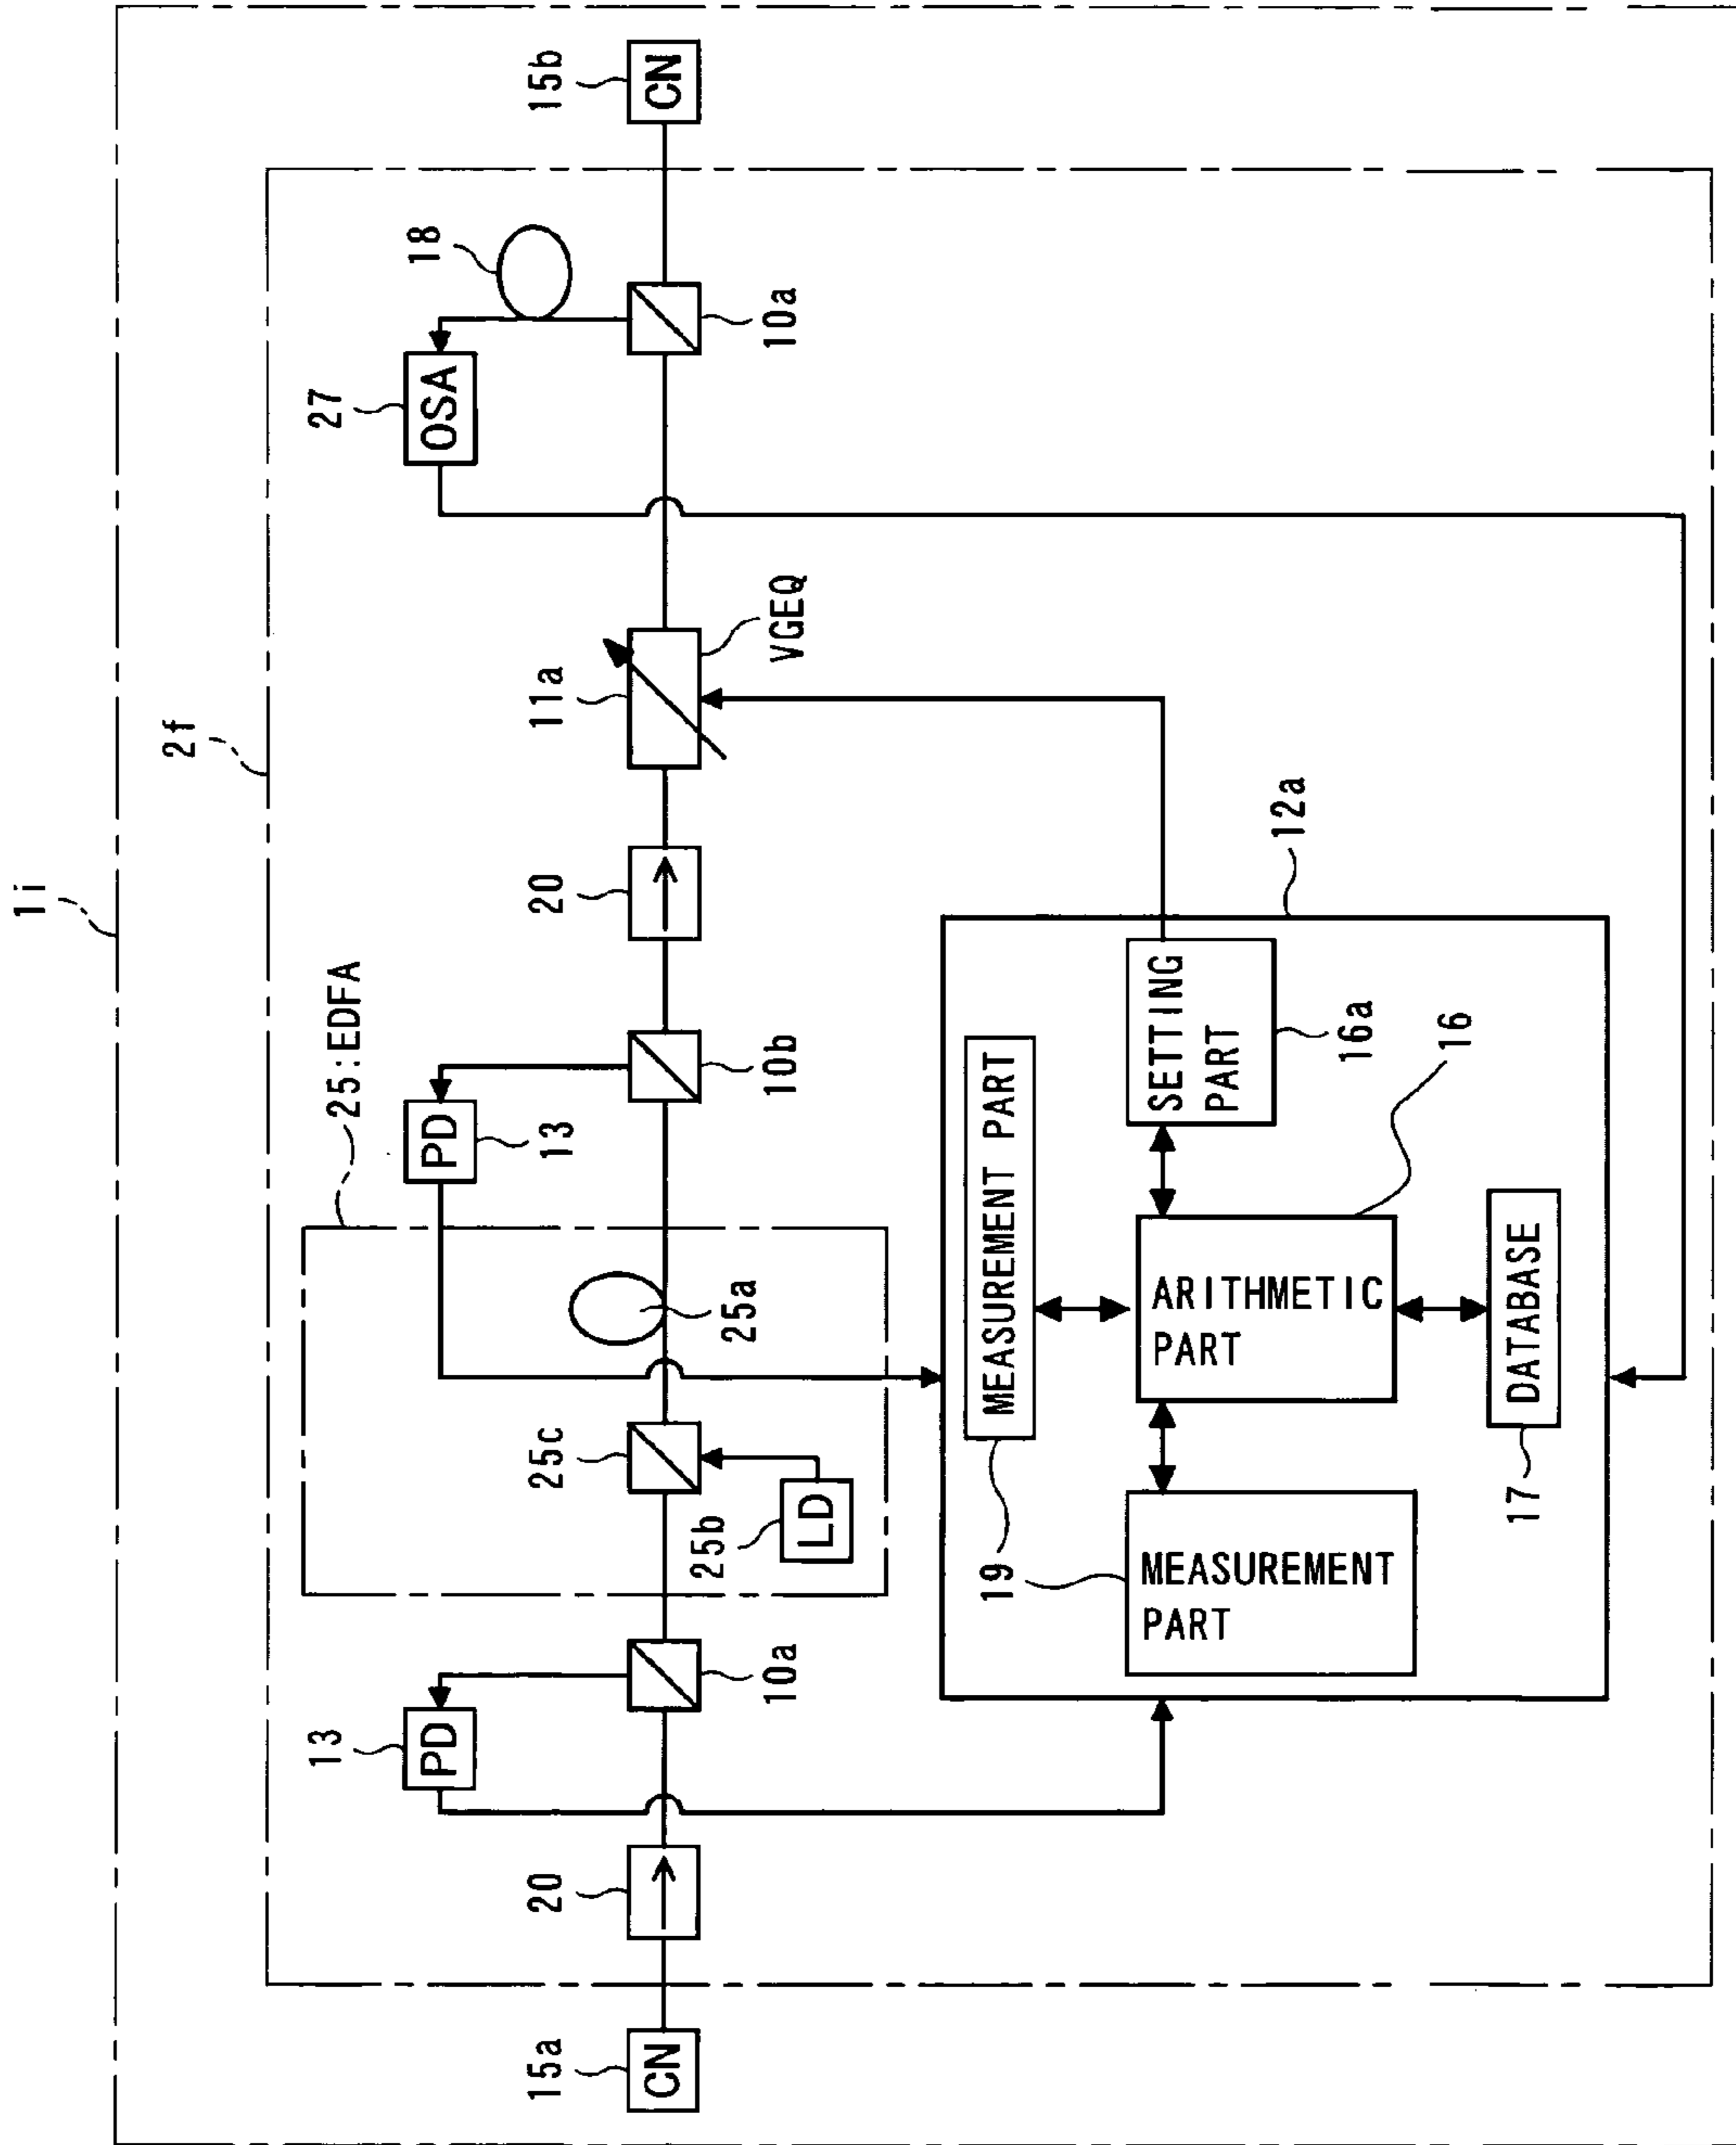 1i
2f
25:EDFA
13
PD
PD
13
27
OSA
18
15a
CN
20
10a
25c
25b
LD
25a
10b
20
11a
VGEQ
10a
15b
CN
12a
19
MEASUREMENT PART
MEASUREMENT
PART
ARITHMETIC
PART
16
SETTING
PART
16a
17
DATABASE